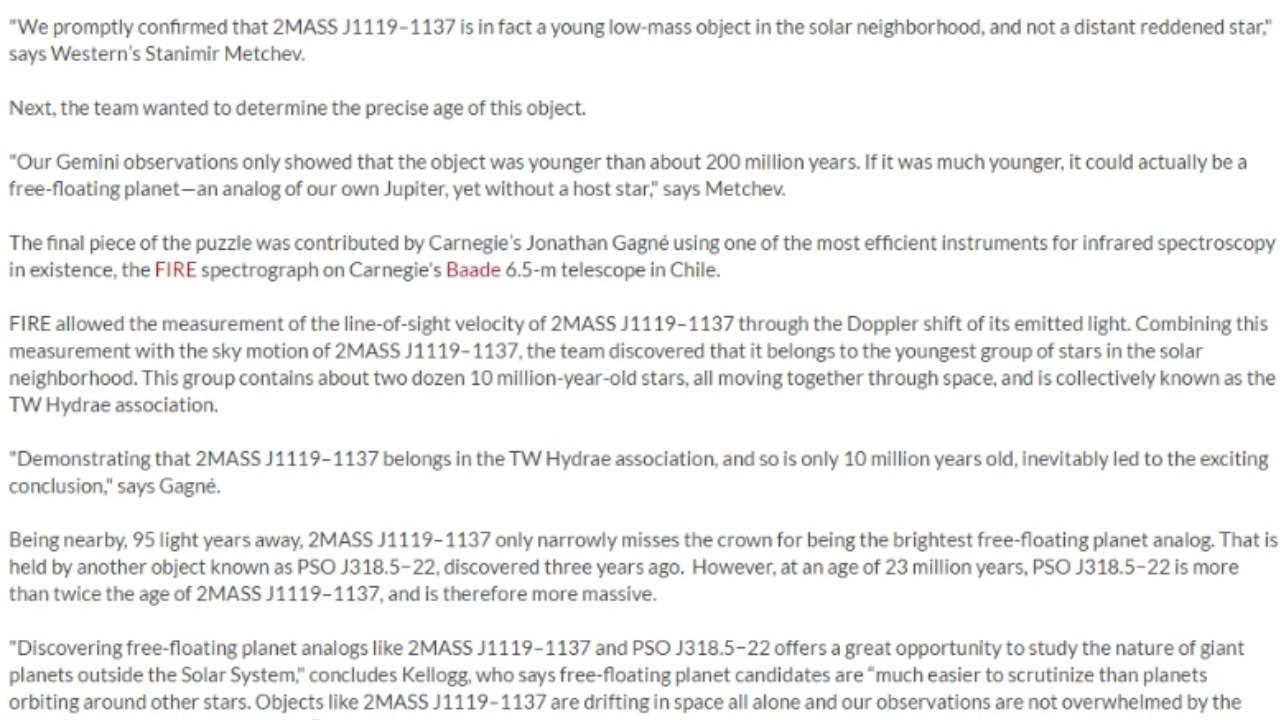 "We promptly confirmed that 2MASS J1119−1137 is in fact a young low-mass object in the solar neighborhood, and not a distant reddened star,"
says Western's Stanimir Metchev.
Next, the team wanted to determine the precise age of this object.
"Our Gemini observations only showed that the object was younger than about 200 million years. If it was much younger, it could actually be a
free-floating planet—an analog of our own Jupiter, yet without a host star," says Metchev.
The final piece of the puzzle was contributed by Carnegie's Jonathan Gagné using one of the most efficient instruments for infrared spectroscopy
in existence, the FIRE spectrograph on Carnegie's Baade 6.5-m telescope in Chile.
FIRE allowed the measurement of the line-of-sight velocity of 2MASS J1119−1137 through the Doppler shift of its emitted light. Combining this
measurement with the sky motion of 2MASS J1119−1137, the team discovered that it belongs to the youngest group of stars in the solar
neighborhood. This group contains about two dozen 10 million-year-old stars, all moving together through space, and is collectively known as the
TW Hydrae association.
"Demonstrating that 2MASS J1119−1137 belongs in the TW Hydrae association, and so is only 10 million years old, inevitably led to the exciting
conclusion," says Gagné.
Being nearby, 95 light years away, 2MASS J1119−1137 only narrowly misses the crown for being the brightest free-floating planet analog. That is
held by another object known as PSO J318.5−22, discovered three years ago. However, at an age of 23 million years, PSO J318.5−22 is more
than twice the age of 2MASS J1119−1137, and is therefore more massive.
"Discovering free-floating planet analogs like 2MASS J1119−1137 and PSO J318.5−22 offers a great opportunity to study the nature of giant
planets outside the Solar System," concludes Kellogg, who says free-floating planet candidates are “much easier to scrutinize than planets
orbiting around other stars. Objects like 2MASS J1119−1137 are drifting in space all alone and our observations are not overwhelmed by the